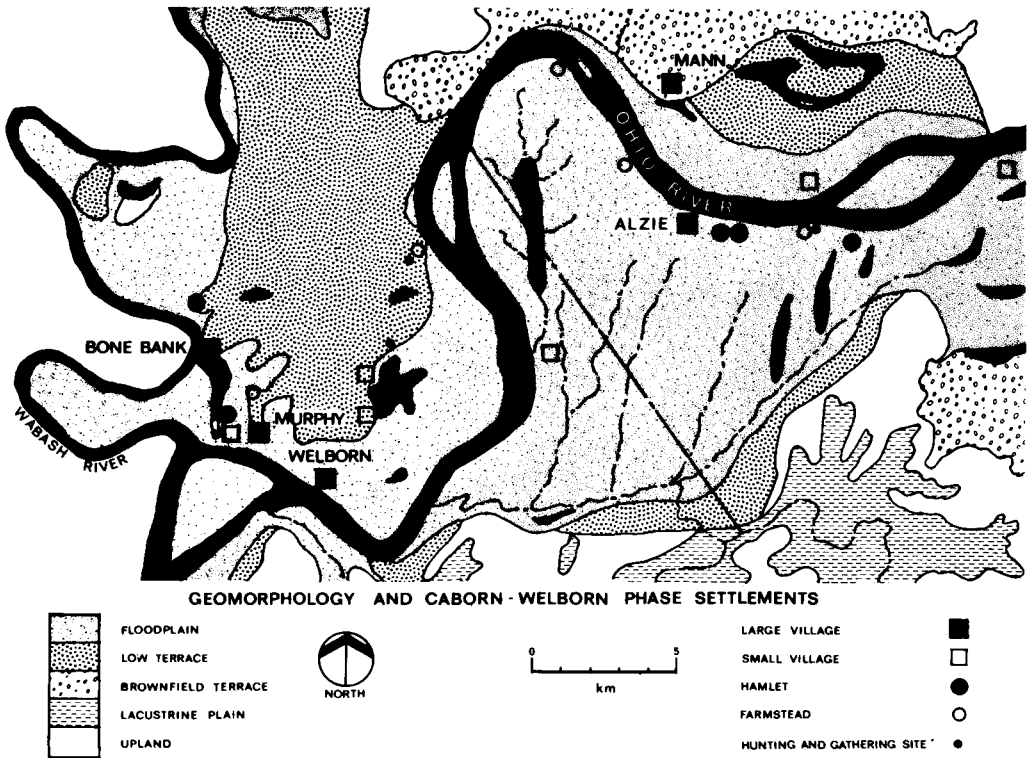 MANN
OHIO RIVER
ALZIE
BONE BANK
MURPHY
WELBORN
WABASH RIVER
GEOMORPHOLOGY AND CABORN-WELBORN PHASE SETTLEMENTS
FLOODPLAIN
LOW TERRACE
BROWNFIELD TERRACE
LACUSTRINE PLAIN
UPLAND
NORTH
0 5
km
LARGE VILLAGE
SMALL VILLAGE
HAMLET
FARMSTEAD
HUNTING AND GATHERING SITE